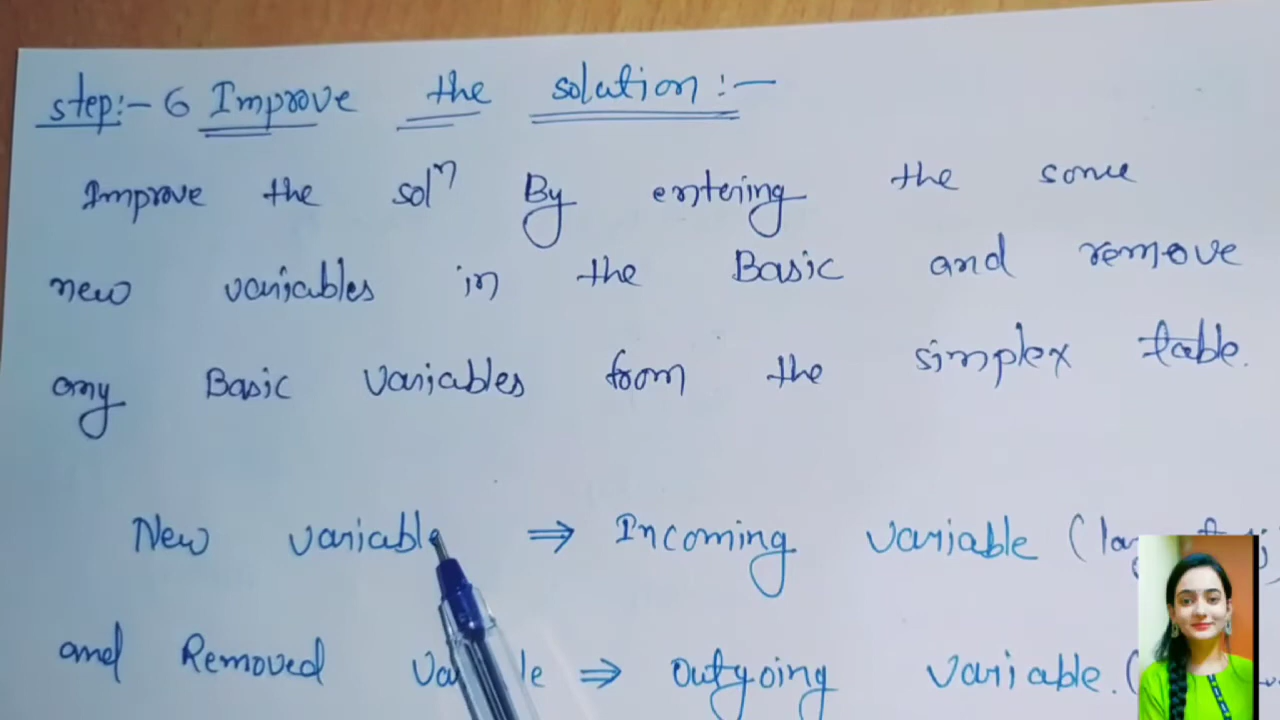 step:- 6 Improve the solution:-
Improve the solⁿ By entering the some
new variables in the Basic and remove
any Basic variables from the simplex table.
New variable ⇒ Incoming variable (
and Removed ⇒ Outgoing variable. (